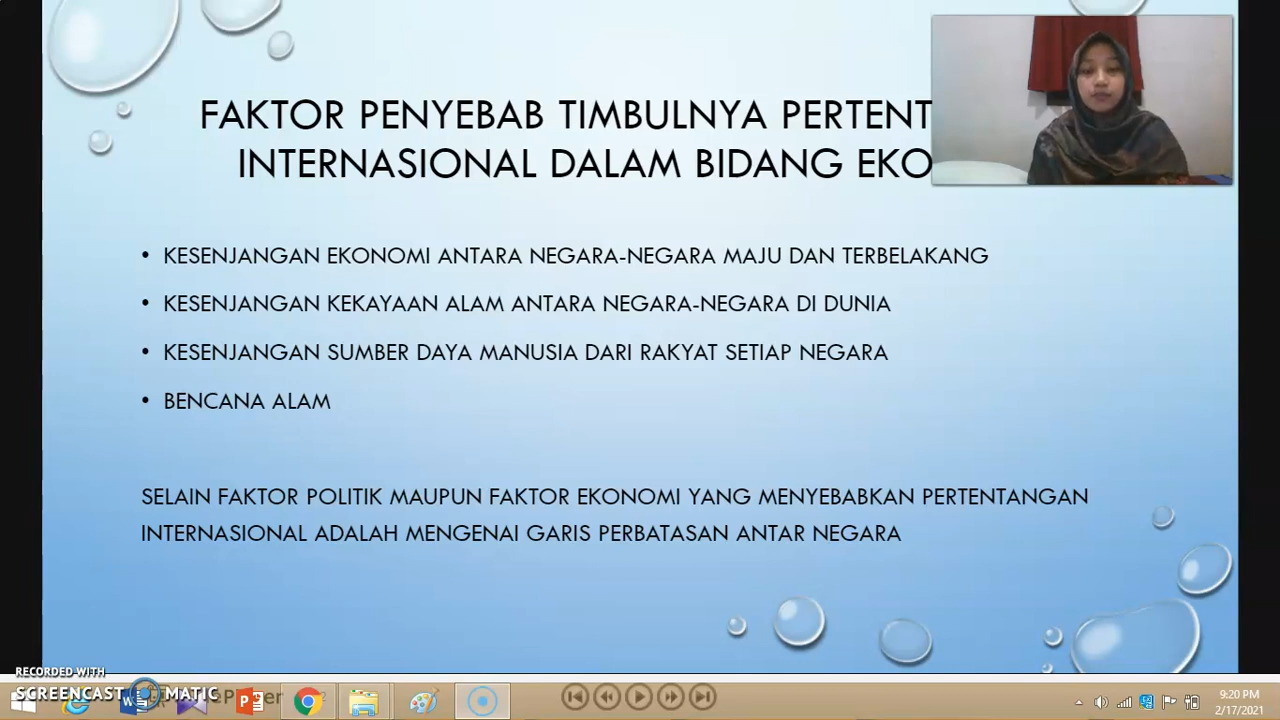 FAKTOR PENYEBAB TIMBULNYA PERTENT
INTERNASIONAL DALAM BIDANG EKO
• KESENJANGAN EKONOMI ANTARA NEGARA-NEGARA MAJU DAN TERBELAKANG
• KESENJANGAN KEKAYAAN ALAM ANTARA NEGARA-NEGARA DI DUNIA
• KESENJANGAN SUMBER DAYA MANUSIA DARI RAKYAT SETIAP NEGARA
• BENCANA ALAM
SELAIN FAKTOR POLITIK MAUPUN FAKTOR EKONOMI YANG MENYEBABKAN PERTENTANGAN
INTERNASIONAL ADALAH MENGENAI GARIS PERBATASAN ANTAR NEGARA
RECORDED WITH
SCREENCAST MATIC
9:20 PM
2/17/2021